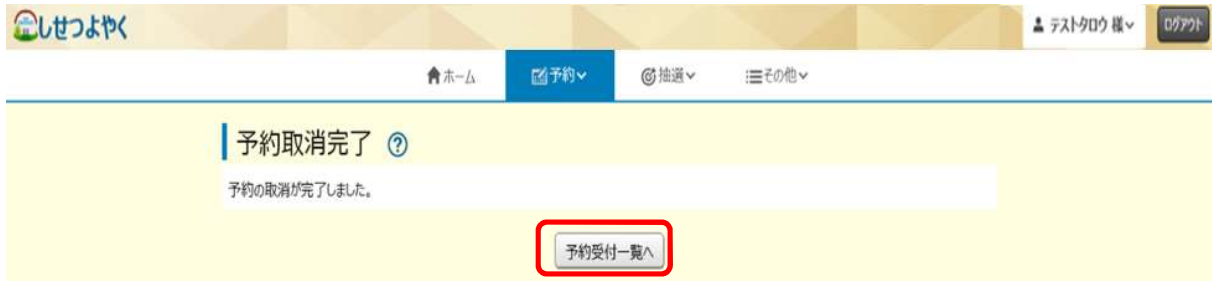 しせつよやく
テストタロウ 様
ログアウト
ホーム 予約 抽選 その他
予約取消完了 ?
予約の取消が完了しました。
予約受付一覧へ